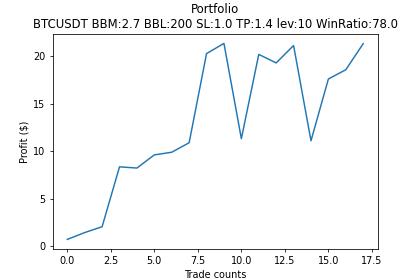 Portfolio
BTCUSDT BBM:2.7 BBL:200 SL:1.0 TP:1.4 lev:10 WinRatio:78.0
Profit ($)
20
15
10
5
0
0.0 2.5 5.0 7.5 10.0 12.5 15.0 17.5
Trade counts